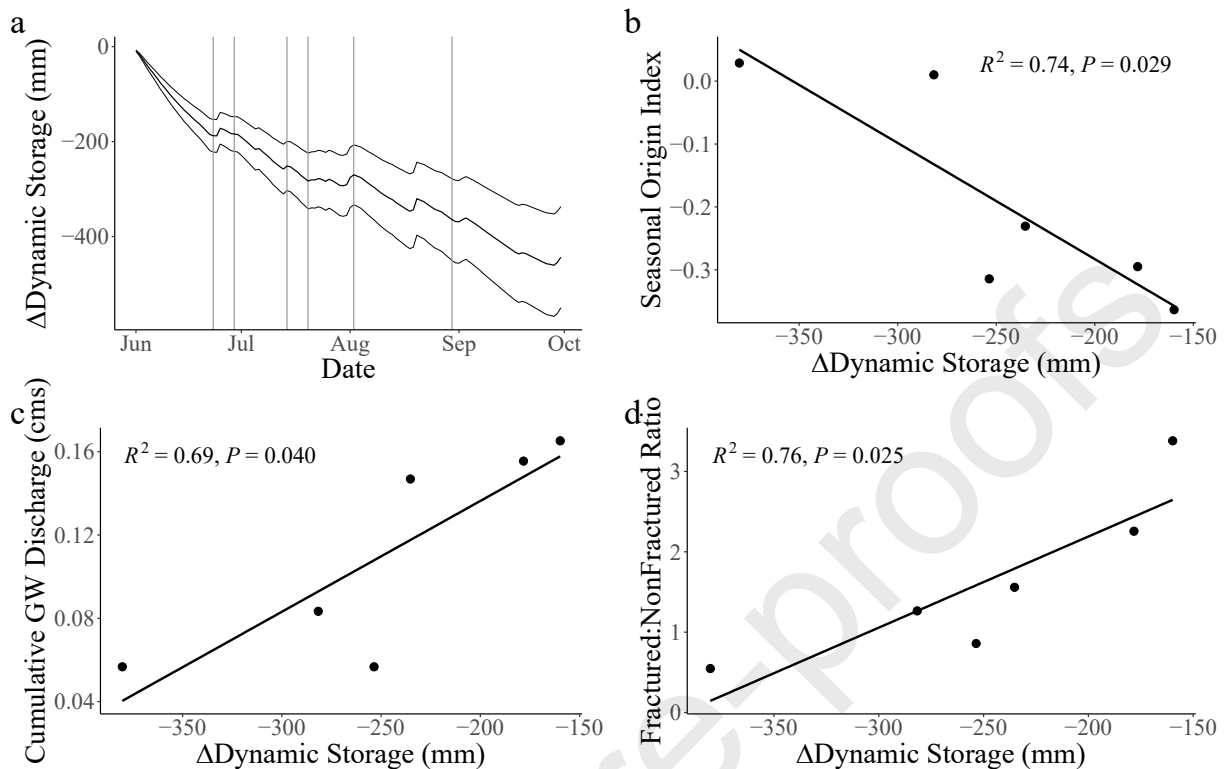 a
ΔDynamic Storage (mm)
0
−200
−400
Jun Jul Aug Sep Oct
Date
b
Seasonal Origin Index
R² = 0.74, P = 0.029
0.0
−0.1
−0.2
−0.3
−350 −300 −250 −200 −150
ΔDynamic Storage (mm)
c
Cumulative GW Discharge (cms)
R² = 0.69, P = 0.040
0.16
0.12
0.08
0.04
−350 −300 −250 −200 −150
ΔDynamic Storage (mm)
d
Fractured:NonFractured Ratio
R² = 0.76, P = 0.025
3
2
1
0
−350 −300 −250 −200 −150
ΔDynamic Storage (mm)
e-proofs